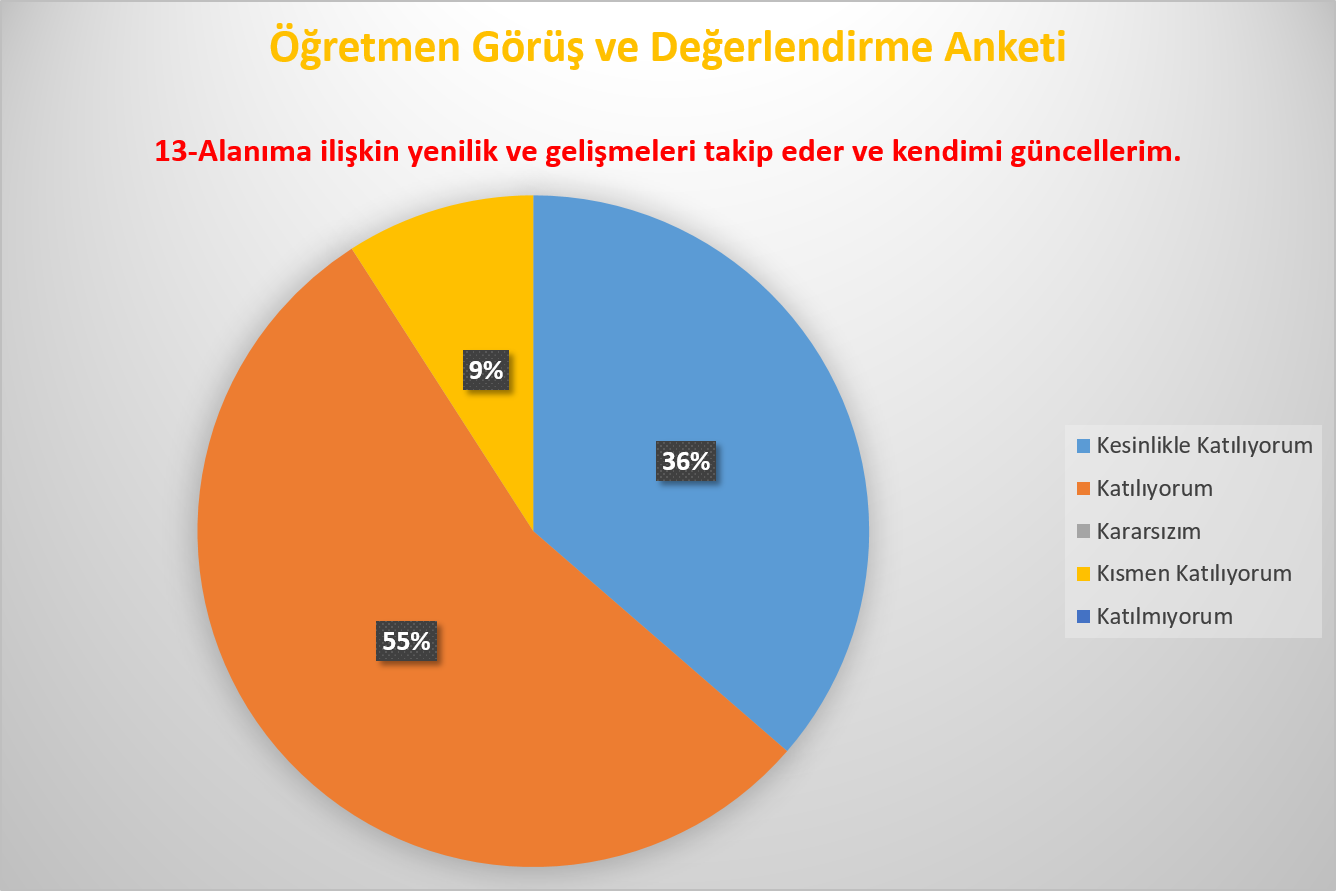 Öğretmen Görüş ve Değerlendirme Anketi
13-Alanıma ilişkin yenilik ve gelişmeleri takip eder ve kendimi güncellerim.
9%
36%
55%
Kesinlikle Katılıyorum
Katılıyorum
Kararsızım
Kısmen Katılıyorum
Katılmıyorum